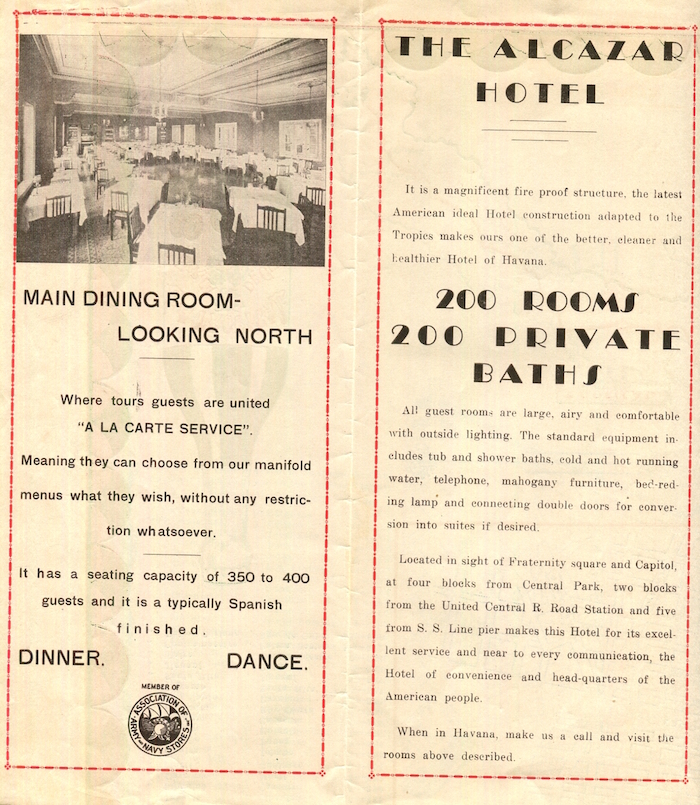 MAIN DINING ROOM-
LOOKING NORTH
Where tours guests are united
"A LA CARTE SERVICE".
Meaning they can choose from our manifold
menus what they wish, without any restric-
tion whatsoever.
It has a seating capacity of 350 to 400
guests and it is a typically Spanish
finished.
DINNER. DANCE.
MEMBER OF
ASSOCIATION OF
ARMY AND NAVY STORES
THE ALCAZAR
HOTEL
It is a magnificent fire proof structure, the latest
American ideal Hotel construction adapted to the
Tropics makes ours one of the better, cleaner and
healthier Hotel of Havana.
200 ROOMS
200 PRIVATE
BATHS
All guest rooms are large, airy and comfortable
with outside lighting. The standard equipment in-
cludes tub and shower baths, cold and hot running
water, telephone, mahogany furniture, bed-red-
ing lamp and connecting double doors for conver-
sion into suites if desired.
Located in sight of Fraternity square and Capitol,
at four blocks from Central Park, two blocks
from the United Central R. Road Station and five
from S. S. Line pier makes this Hotel for its excel-
lent service and near to every communication, the
Hotel of convenience and head-quarters of the
American people.
When in Havana, make us a call and visit the
rooms above described.